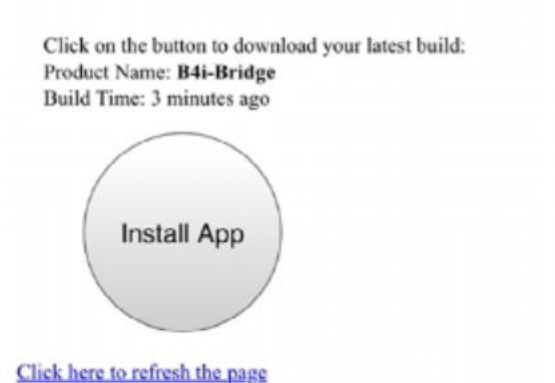 Click on the button to download your latest build:
Product Name: B4i-Bridge
Build Time: 3 minutes ago
Install App
Click here to refresh the page